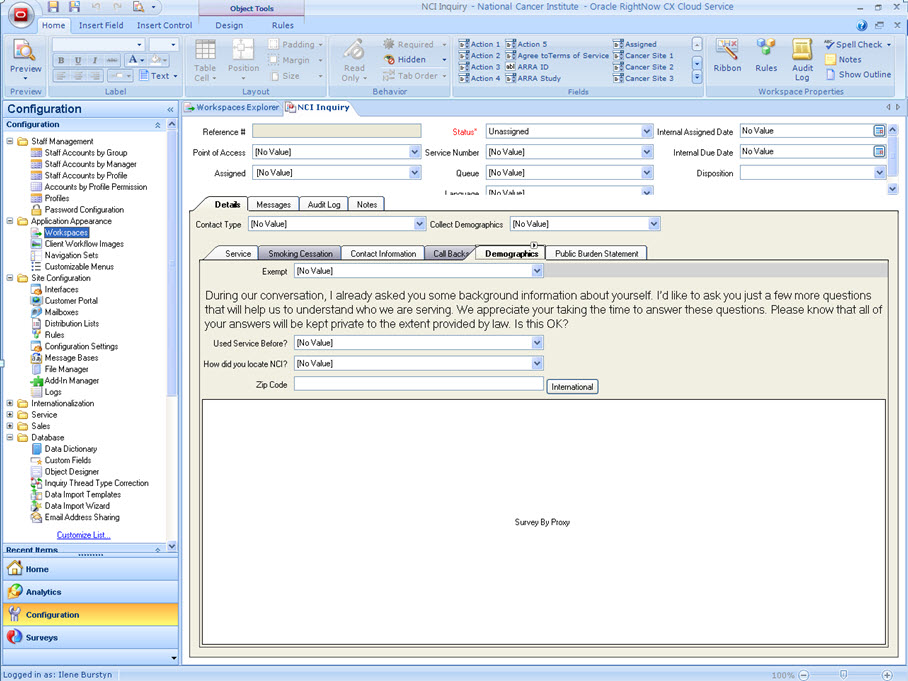 Object Tools
NCI Inquiry - National Cancer Institute - Oracle RightNow CX Cloud Service
Home Insert Field Insert Control Design Rules
Preview
Preview
B U A
Text
Label
Table Cell
Position
Padding
Margin
Size
Layout
Read Only
Required
Hidden
Tab Order
Behavior
Action 1 Action 5 Assigned
Action 2 Agree toTerms of Service Cancer Site 1
Action 3 ARRA ID Cancer Site 2
Action 4 ARRA Study Cancer Site 3
Fields
Ribbon
Rules
Audit Log
Spell Check
Notes
Show Outline
Workspace Properties
Configuration «
Configuration
Staff Management
Staff Accounts by Group
Staff Accounts by Manager
Staff Accounts by Profile
Accounts by Profile Permission
Profiles
Password Configuration
Application Appearance
Workspaces
Client Workflow Images
Navigation Sets
Customizable Menus
Site Configuration
Interfaces
Customer Portal
Mailboxes
Distribution Lists
Rules
Configuration Settings
Message Bases
File Manager
Add-In Manager
Logs
Internationalization
Service
Sales
Database
Data Dictionary
Custom Fields
Object Designer
Inquiry Thread Type Correction
Data Import Templates
Data Import Wizard
Email Address Sharing
Customize List...
Recent Items
Home
Analytics
Configuration
Surveys
Workspaces Explorer NCI Inquiry
Reference # Status* Unassigned Internal Assigned Date No Value
Point of Access [No Value] Service Number [No Value] Internal Due Date No Value
Assigned [No Value] Queue [No Value] Disposition
Language [No Value]
Details Messages Audit Log Notes
Contact Type [No Value] Collect Demographics [No Value]
Service Smoking Cessation Contact Information Call Backs Demographics Public Burden Statement
Exempt [No Value]
During our conversation, I already asked you some background information about yourself. I'd like to ask you just a few more questions
that will help us to understand who we are serving. We appreciate your taking the time to answer these questions. Please know that all of
your answers will be kept private to the extent provided by law. Is this OK?
Used Service Before? [No Value]
How did you locate NCI? [No Value]
Zip Code International
Survey By Proxy
Logged in as: Ilene Burstyn
100%